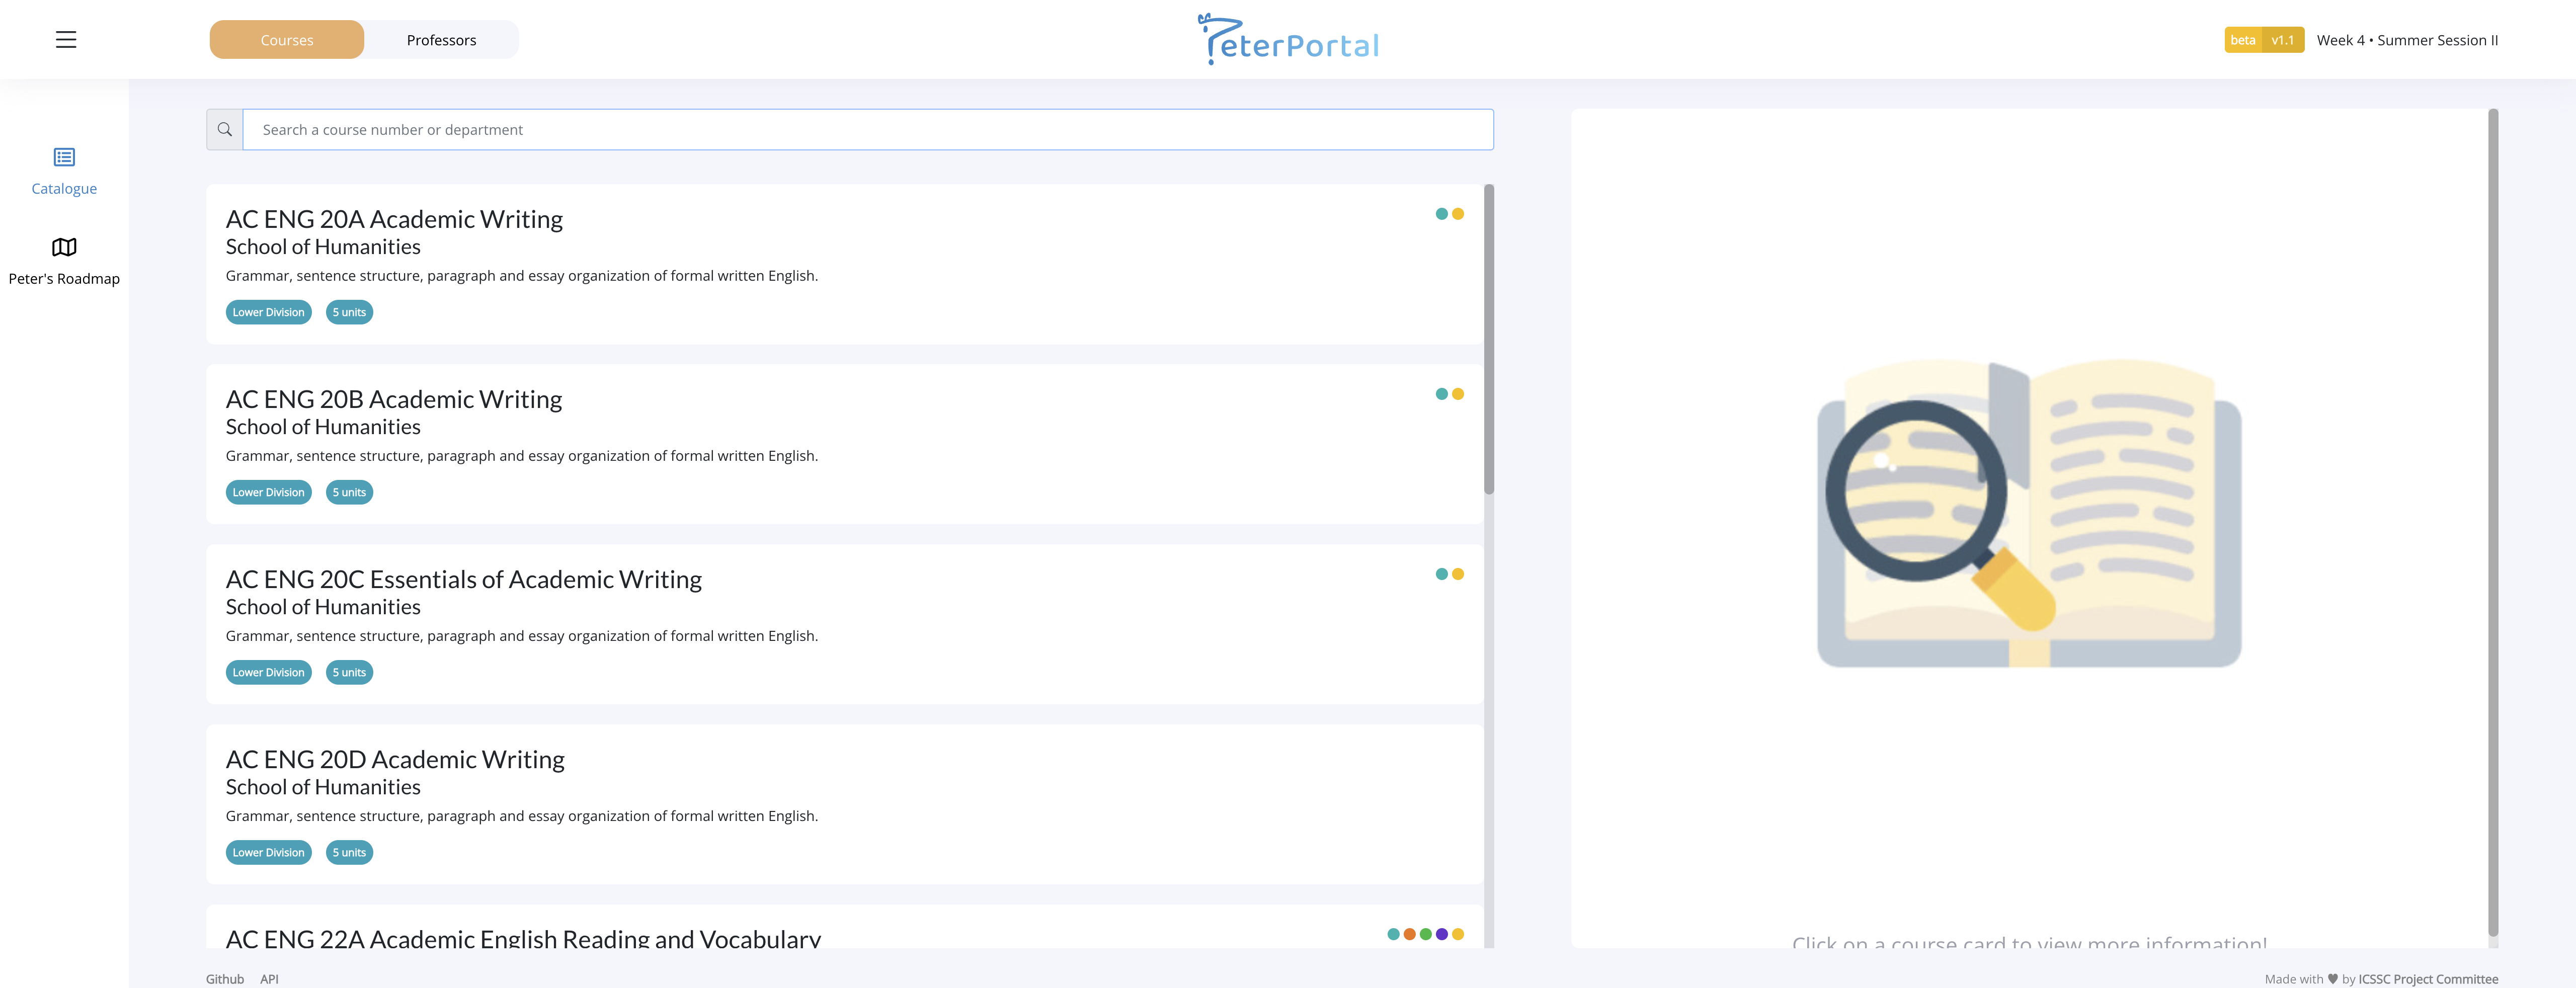 Courses
Professors
PeterPortal
beta v1.1
Week 4 • Summer Session II
Catalogue
Peter's Roadmap
Search a course number or department
AC ENG 20A Academic Writing
School of Humanities
Grammar, sentence structure, paragraph and essay organization of formal written English.
Lower Division 5 units
AC ENG 20B Academic Writing
School of Humanities
Grammar, sentence structure, paragraph and essay organization of formal written English.
Lower Division 5 units
AC ENG 20C Essentials of Academic Writing
School of Humanities
Grammar, sentence structure, paragraph and essay organization of formal written English.
Lower Division 5 units
AC ENG 20D Academic Writing
School of Humanities
Grammar, sentence structure, paragraph and essay organization of formal written English.
Lower Division 5 units
AC ENG 22A Academic English Reading and Vocabulary
Click on a course card to view more information!
Github API
Made with ♥ by ICSSC Project Committee